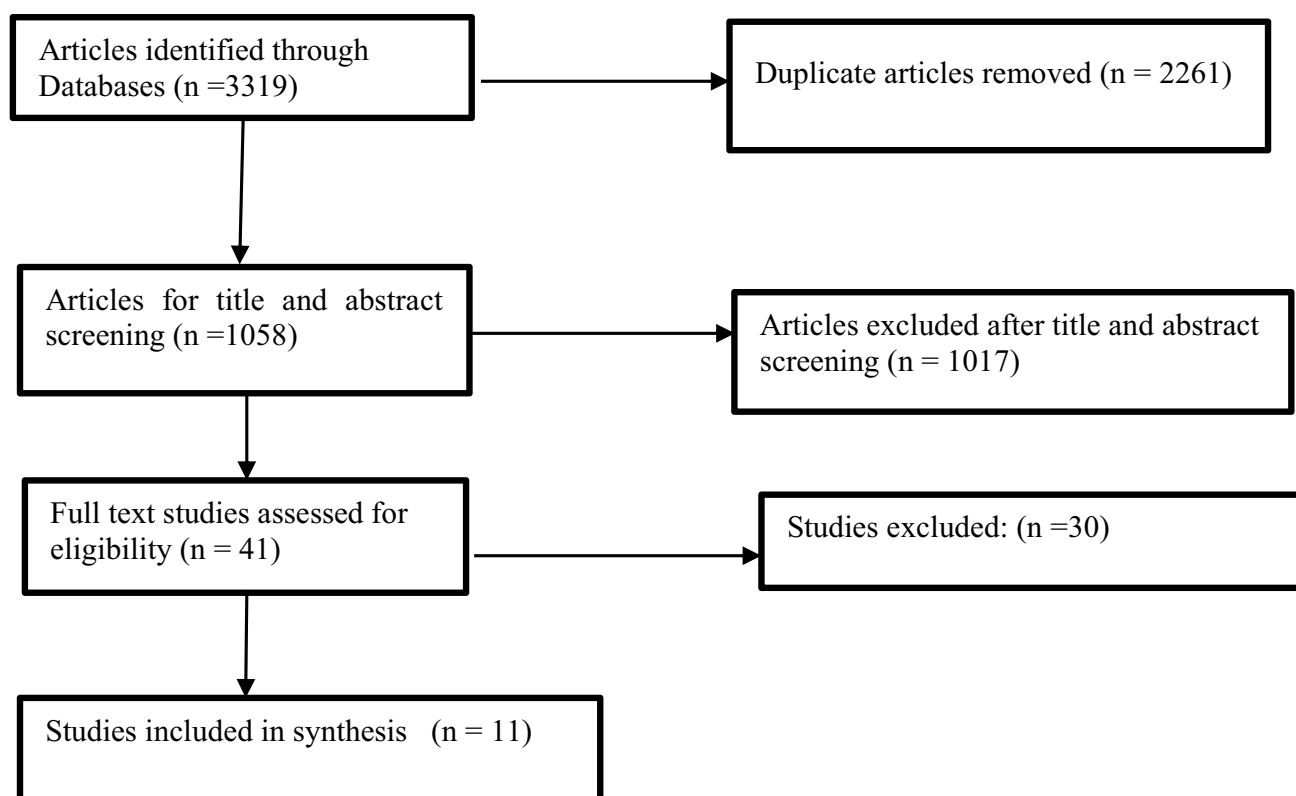 Articles identified through
Databases (n =3319)
Duplicate articles removed (n = 2261)
Articles for title and abstract
screening (n =1058)
Articles excluded after title and abstract
screening (n = 1017)
Full text studies assessed for
eligibility (n = 41)
Studies excluded: (n =30)
Studies included in synthesis (n = 11)